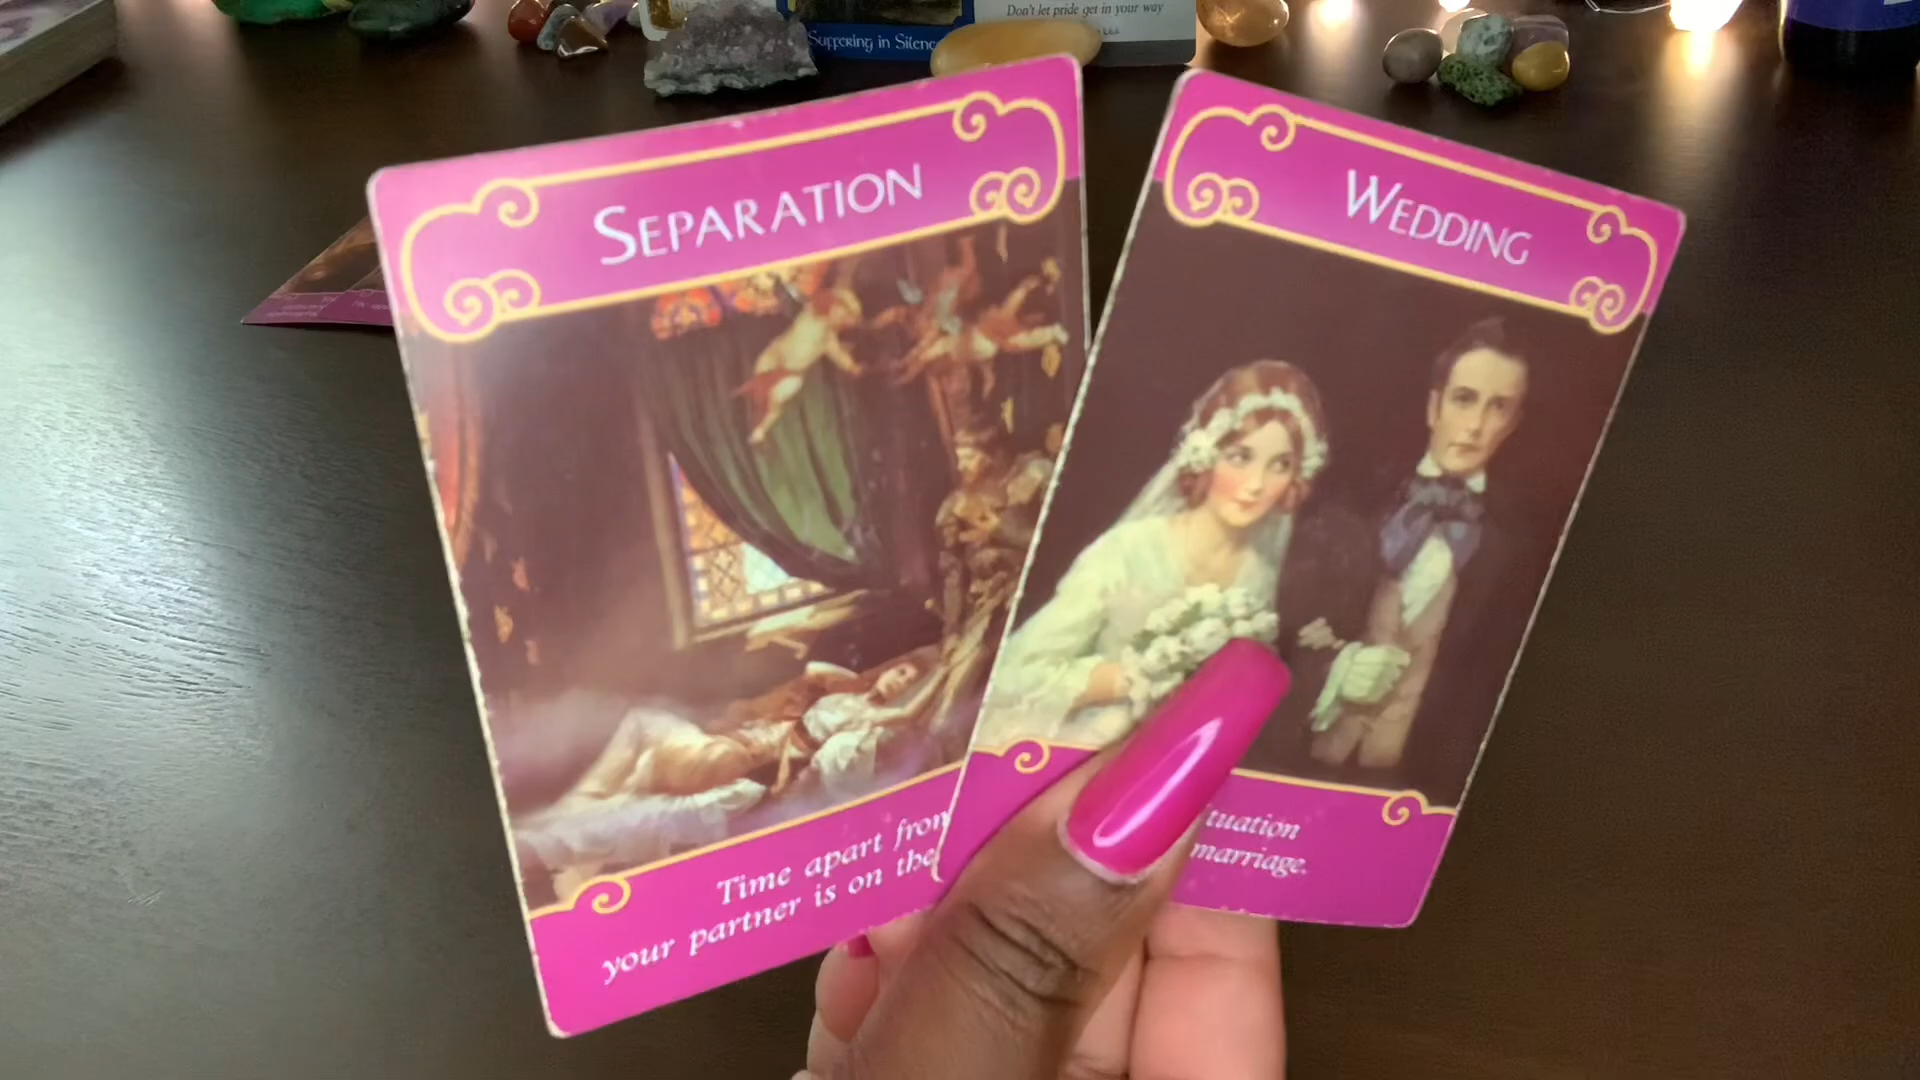 Don't let pride get in your way
Suffering in Silenc
SEPARATION
WEDDING
Time apart from
your partner is on the
tuation
marriage.